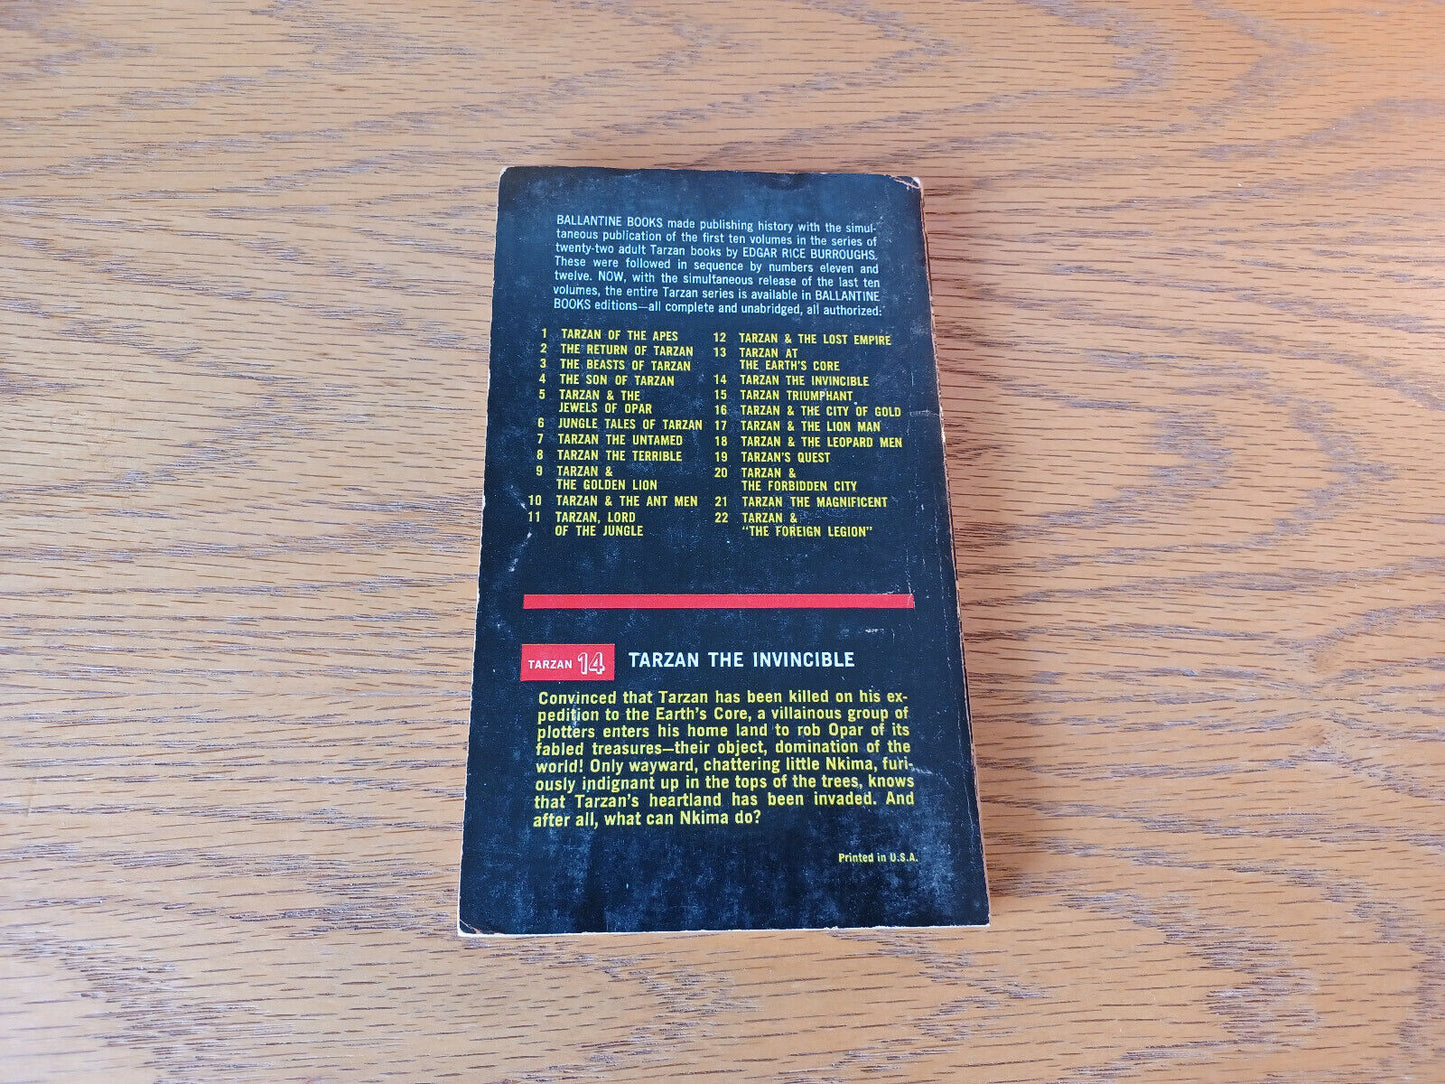 BALLANTINE BOOKS made publishing history with the simul-
taneous publication of the first ten volumes in the series of
twenty-two adult Tarzan books by EDGAR RICE BURROUGHS.
These were followed in sequence by numbers eleven and
twelve. NOW, with the simultaneous release of the last ten
volumes, the entire Tarzan series is available in BALLANTINE
BOOKS editions—all complete and unabridged, all authorized:
1 TARZAN OF THE APES
2 THE RETURN OF TARZAN
3 THE BEASTS OF TARZAN
4 THE SON OF TARZAN
5 TARZAN & THE
JEWELS OF OPAR
6 JUNGLE TALES OF TARZAN
7 TARZAN THE UNTAMED
8 TARZAN THE TERRIBLE
9 TARZAN &
THE GOLDEN LION
10 TARZAN & THE ANT MEN
11 TARZAN, LORD
OF THE JUNGLE
12 TARZAN & THE LOST EMPIRE
13 TARZAN AT
THE EARTH'S CORE
14 TARZAN THE INVINCIBLE
15 TARZAN TRIUMPHANT
16 TARZAN & THE CITY OF GOLD
17 TARZAN & THE LION MAN
18 TARZAN & THE LEOPARD MEN
19 TARZAN'S QUEST
20 TARZAN &
THE FORBIDDEN CITY
21 TARZAN THE MAGNIFICENT
22 TARZAN &
"THE FOREIGN LEGION"
TARZAN 14 TARZAN THE INVINCIBLE
Convinced that Tarzan has been killed on his ex-
pedition to the Earth's Core, a villainous group of
plotters enters his home land to rob Opar of its
fabled treasures—their object, domination of the
world! Only wayward, chattering little Nkima, furi-
ously indignant up in the tops of the trees, knows
that Tarzan's heartland has been invaded. And
after all, what can Nkima do?
Printed in U.S.A.